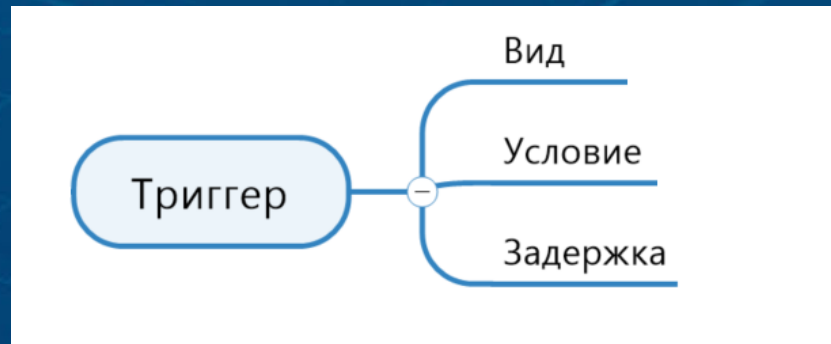 Вид
Условие
Триггер
Задержка